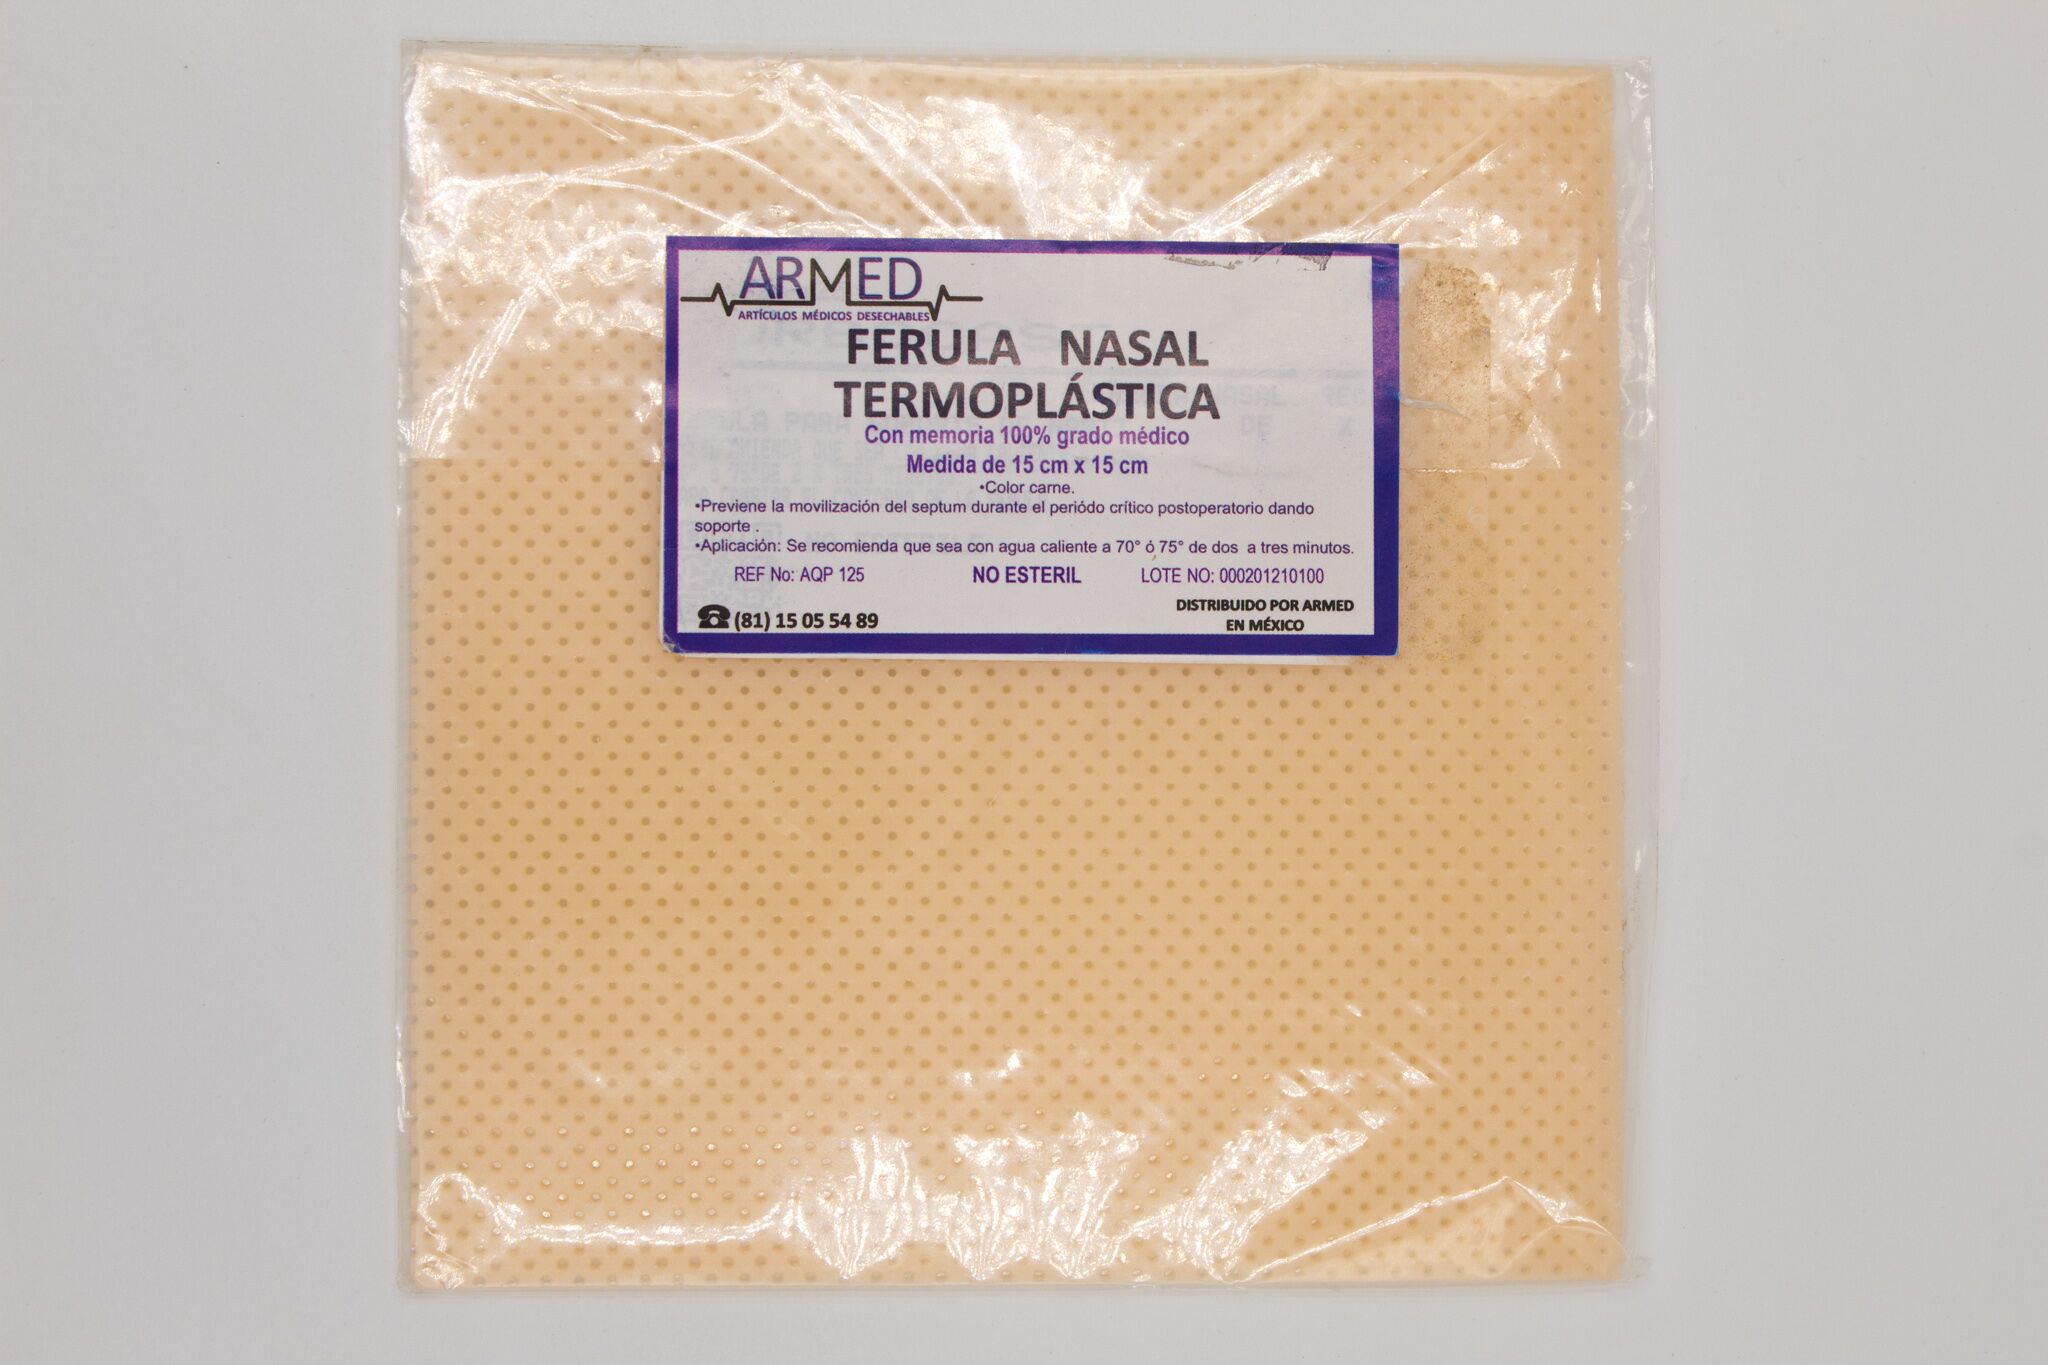 ARMED
ARTÍCULOS MÉDICOS DESECHABLES
FERULA NASAL
TERMOPLÁSTICA
Con memoria 100% grado médico
Medida de 15 cm x 15 cm
•Color carne.
•Previene la movilización del septum durante el periódo crítico postoperatorio dando
soporte .
•Aplicación: Se recomienda que sea con agua caliente a 70° ó 75° de dos a tres minutos.
REF No: AQP 125 NO ESTERIL LOTE NO: 000201210100
(81) 15 05 54 89
DISTRIBUIDO POR ARMED
EN MÉXICO